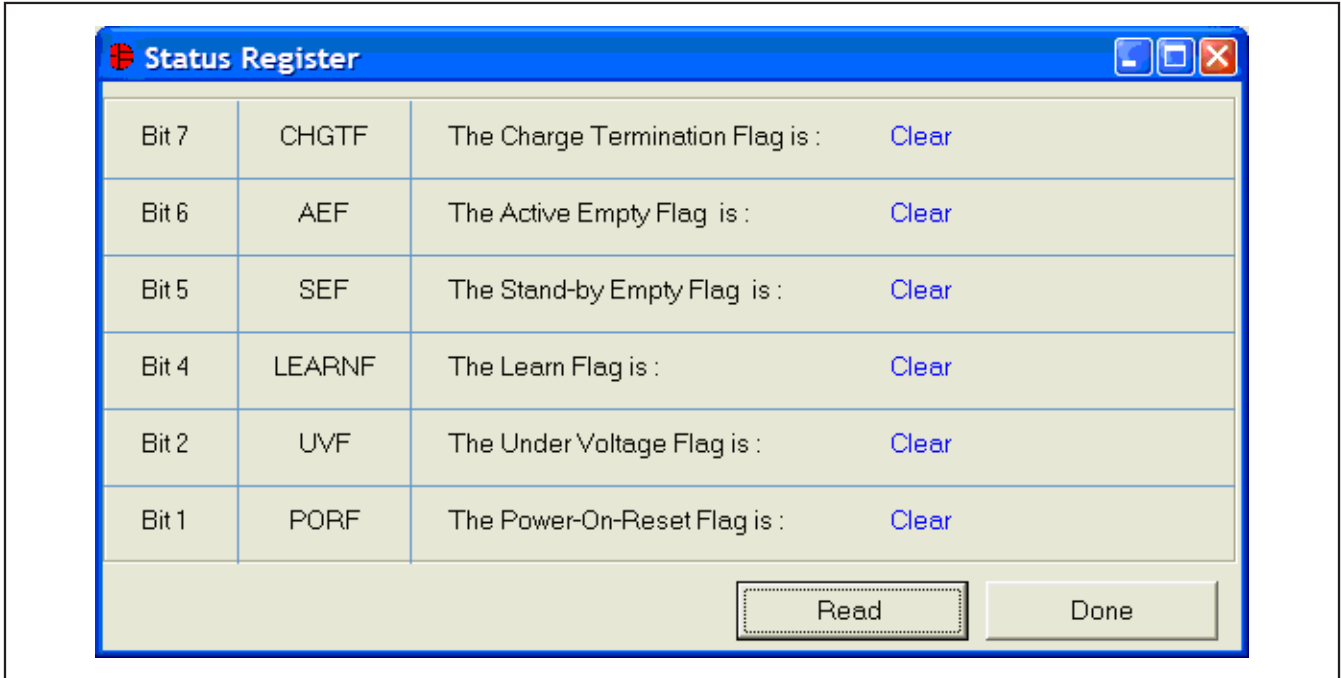 Status Register
Bit 7 CHGTF The Charge Termination Flag is : Clear
Bit 6 AEF The Active Empty Flag is : Clear
Bit 5 SEF The Stand-by Empty Flag is : Clear
Bit 4 LEARNF The Learn Flag is : Clear
Bit 2 UVF The Under Voltage Flag is : Clear
Bit 1 PORF The Power-On-Reset Flag is : Clear
Read Done